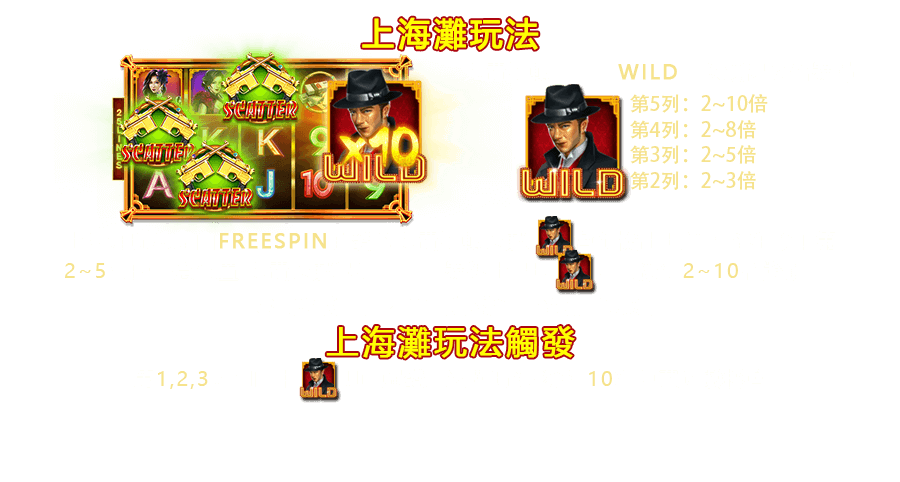 上海灘玩法
SCATTER
SCATTER
SCATTER
25 LINES
K
K
9
A
J
10
9
x10
WILD
FREESPIN
2~5
WILD
WILD
第5列：2~10倍
第4列：2~8倍
第3列：2~5倍
第2列：2~3倍
WILD
WILD
2~10
上海灘玩法觸發
1,2,3
WILD
10